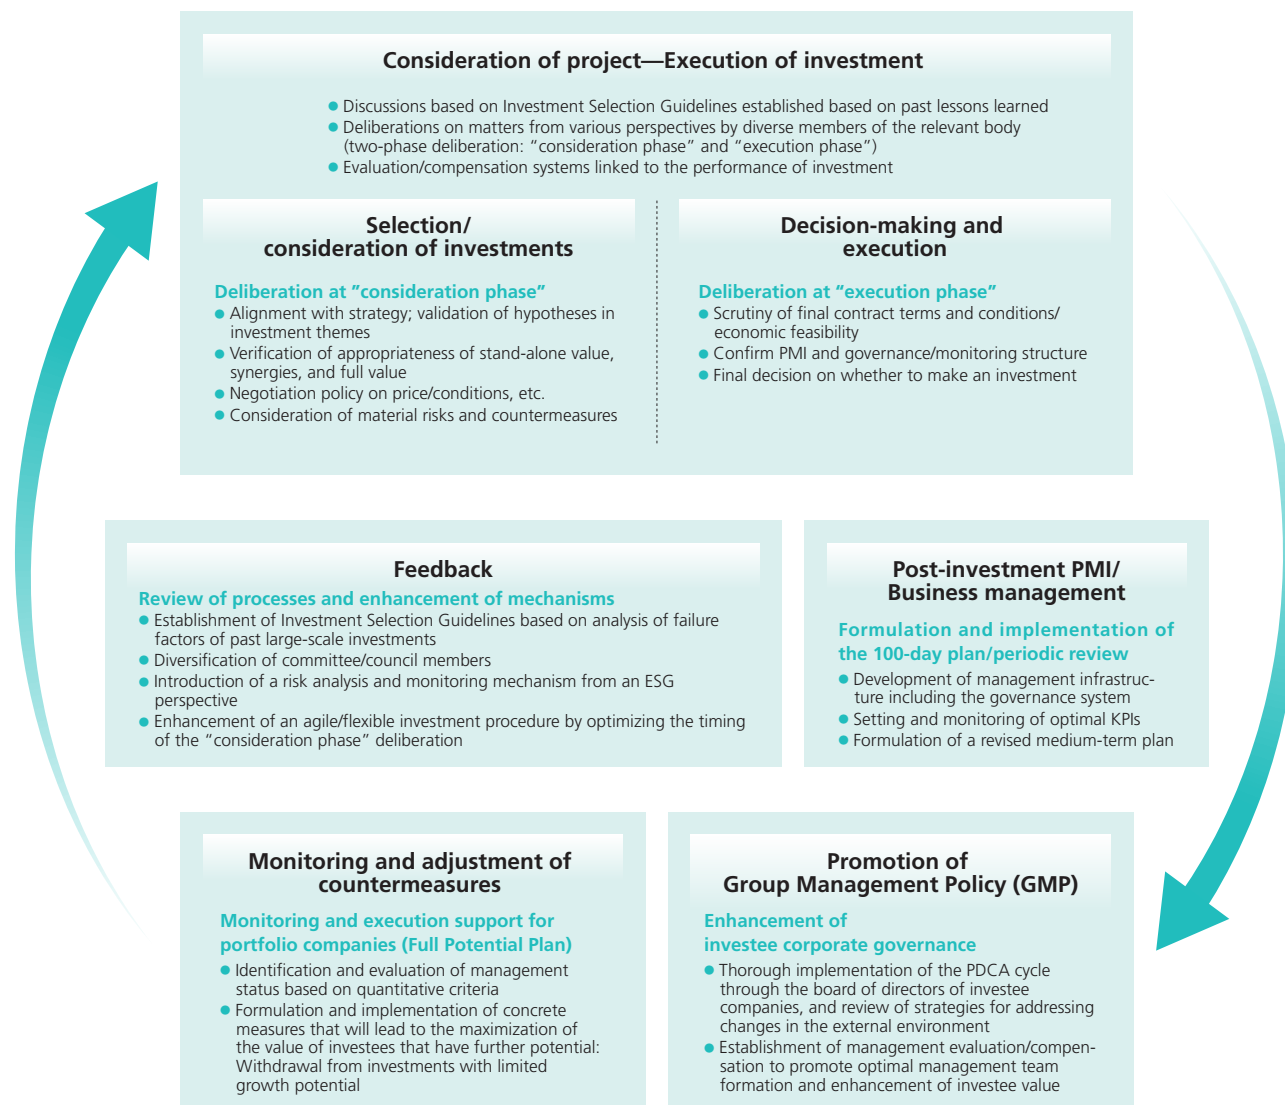 Consideration of project—Execution of investment
● Discussions based on Investment Selection Guidelines established based on past lessons learned
● Deliberations on matters from various perspectives by diverse members of the relevant body
(two-phase deliberation: “consideration phase” and “execution phase”)
● Evaluation/compensation systems linked to the performance of investment
Selection/
consideration of investments
Deliberation at ”consideration phase”
● Alignment with strategy; validation of hypotheses in
investment themes
● Verification of appropriateness of stand-alone value,
synergies, and full value
● Negotiation policy on price/conditions, etc.
● Consideration of material risks and countermeasures
Decision-making and
execution
Deliberation at “execution phase”
● Scrutiny of final contract terms and conditions/
economic feasibility
● Confirm PMI and governance/monitoring structure
● Final decision on whether to make an investment
Feedback
Review of processes and enhancement of mechanisms
● Establishment of Investment Selection Guidelines based on analysis of failure
factors of past large-scale investments
● Diversification of committee/council members
● Introduction of a risk analysis and monitoring mechanism from an ESG
perspective
● Enhancement of an agile/flexible investment procedure by optimizing the timing
of the “consideration phase” deliberation
Post-investment PMI/
Business management
Formulation and implementation of
the 100-day plan/periodic review
● Development of management infrastruc-
ture including the governance system
● Setting and monitoring of optimal KPIs
● Formulation of a revised medium-term plan
Monitoring and adjustment of
countermeasures
Monitoring and execution support for
portfolio companies (Full Potential Plan)
● Identification and evaluation of management
status based on quantitative criteria
● Formulation and implementation of concrete
measures that will lead to the maximization of
the value of investees that have further potential:
Withdrawal from investments with limited
growth potential
Promotion of
Group Management Policy (GMP)
Enhancement of
investee corporate governance
● Thorough implementation of the PDCA cycle
through the board of directors of investee
companies, and review of strategies for addressing
changes in the external environment
● Establishment of management evaluation/compen-
sation to promote optimal management team
formation and enhancement of investee value